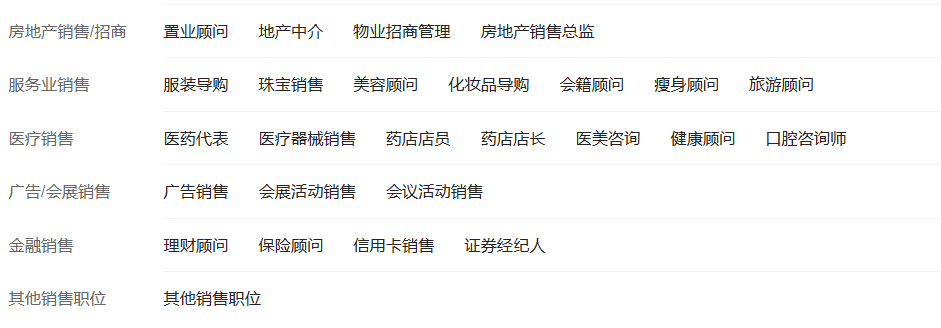 房地产销售/招商 置业顾问 地产中介 物业招商管理 房地产销售总监
服务业销售 服装导购 珠宝销售 美容顾问 化妆品导购 会籍顾问 瘦身顾问 旅游顾问
医疗销售 医药代表 医疗器械销售 药店店员 药店店长 医美咨询 健康顾问 口腔咨询师
广告/会展销售 广告销售 会展活动销售 会议活动销售
金融销售 理财顾问 保险顾问 信用卡销售 证券经纪人
其他销售职位 其他销售职位